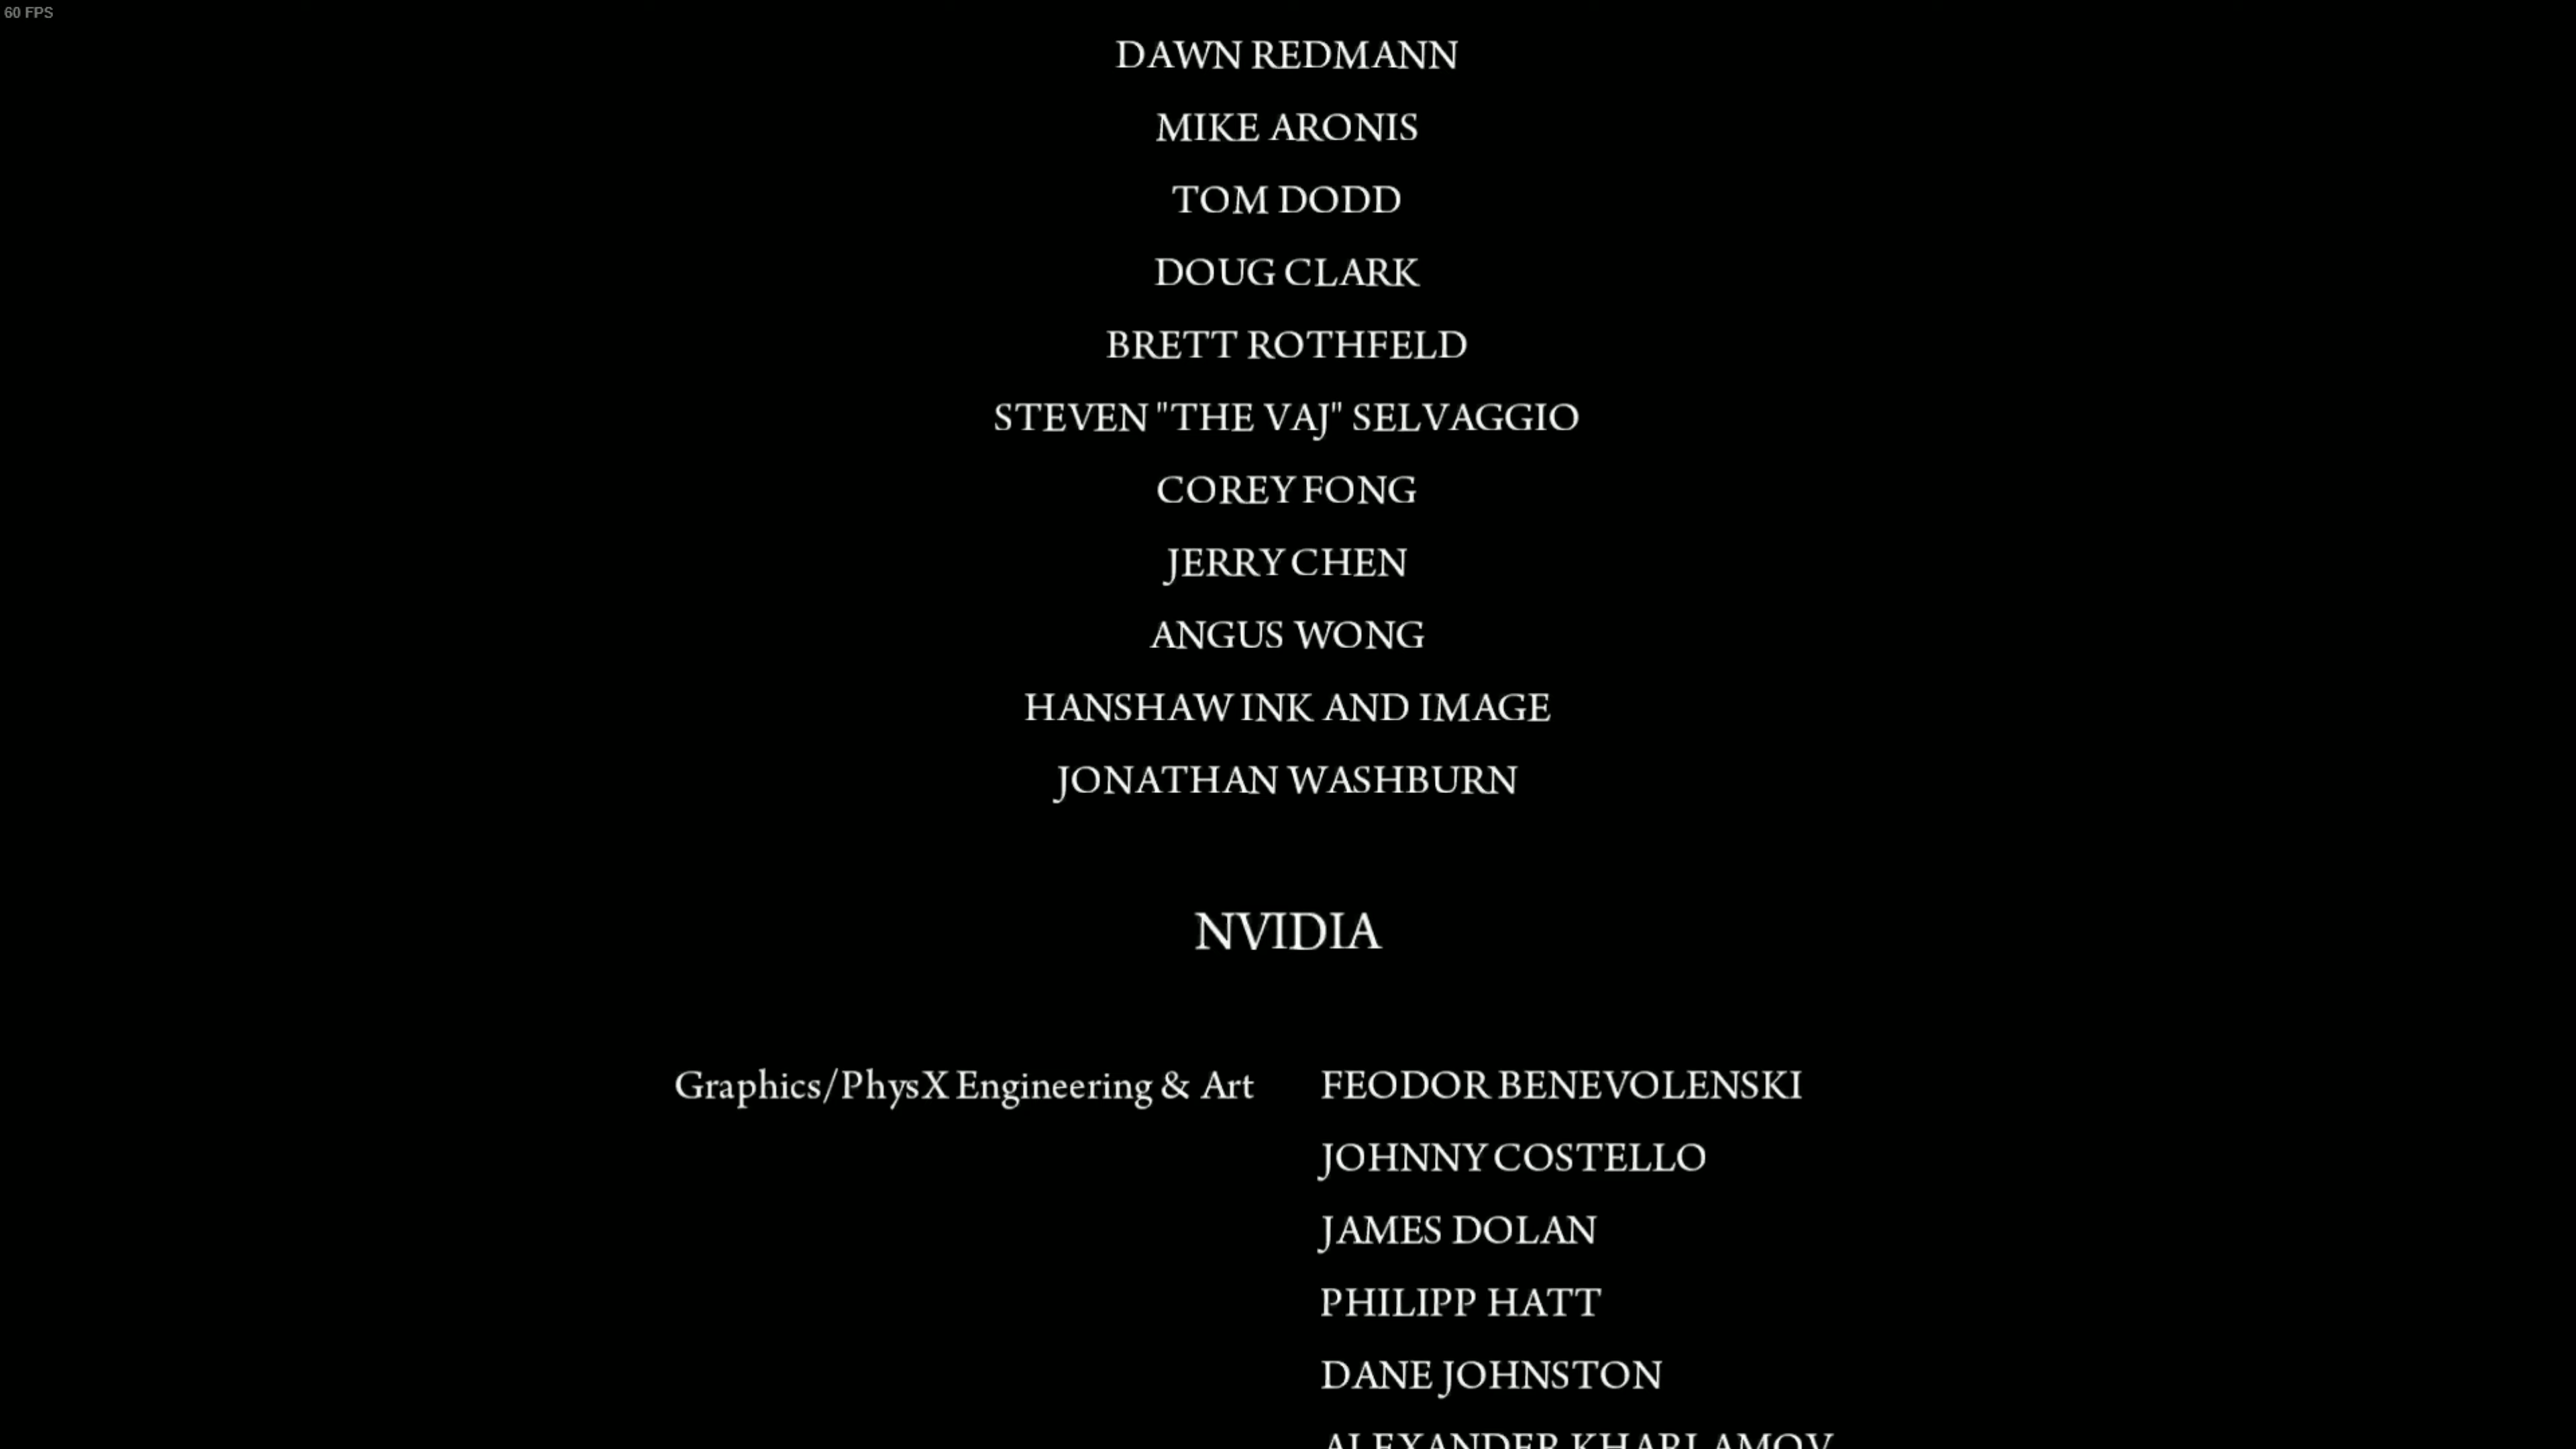 60 FPS
DAWN REDMANN
MIKE ARONIS
TOM DODD
DOUG CLARK
BRETT ROTHFELD
STEVEN "THE VAJ" SELVAGGIO
COREY FONG
JERRY CHEN
ANGUS WONG
HANSHAW INK AND IMAGE
JONATHAN WASHBURN
NVIDIA
Graphics/PhysX Engineering & Art FEODOR BENEVOLENSKI
JOHNNY COSTELLO
JAMES DOLAN
PHILIPP HATT
DANE JOHNSTON
ALEXANDER KHARLAMOV